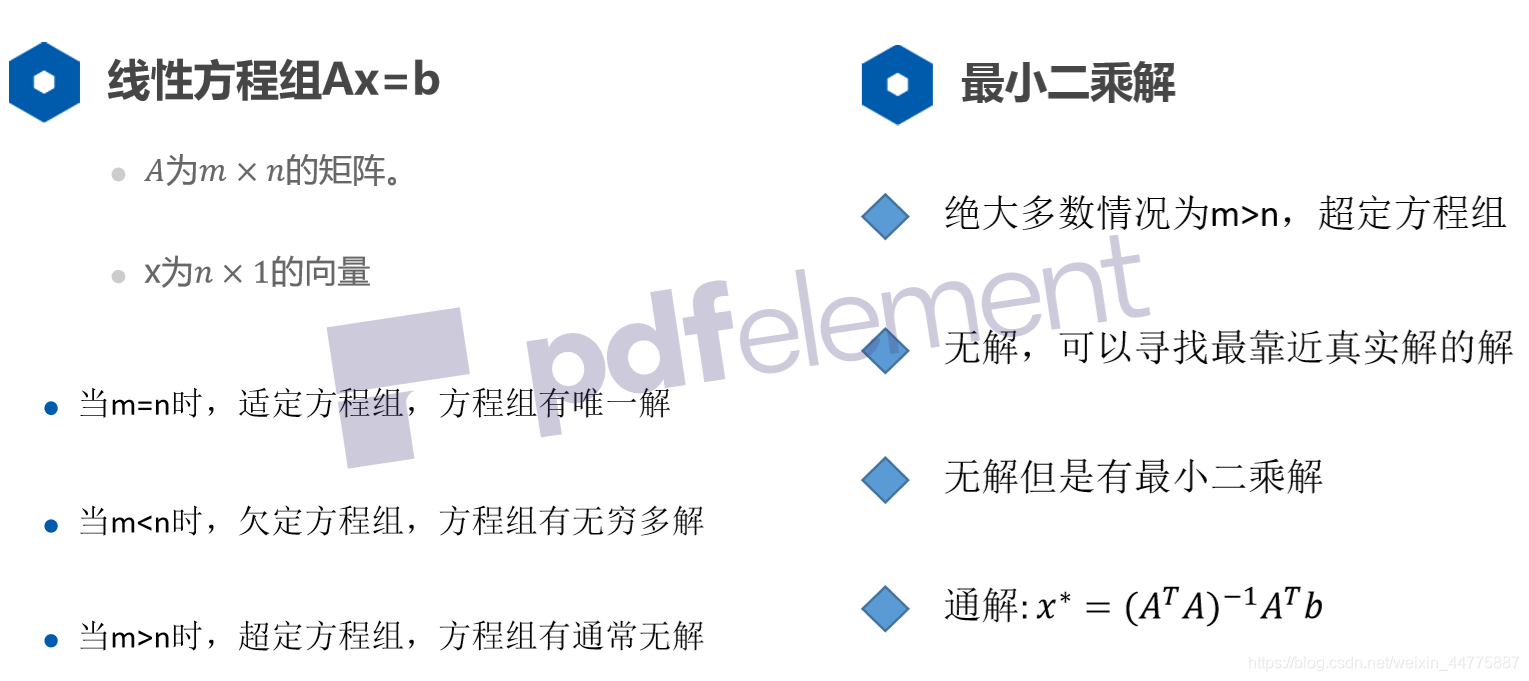 线性方程组Ax=b
A为m × n的矩阵。
x为n × 1的向量
当m=n时，适定方程组，方程组有唯一解
当m<n时，欠定方程组，方程组有无穷多解
当m>n时，超定方程组，方程组有通常无解
最小二乘解
绝大多数情况为m>n，超定方程组
无解，可以寻找最靠近真实解的解
无解但是有最小二乘解
通解: x* = (AᵀA)⁻¹Aᵀb
pdfelement
https://blog.csdn.net/weixin_44775887